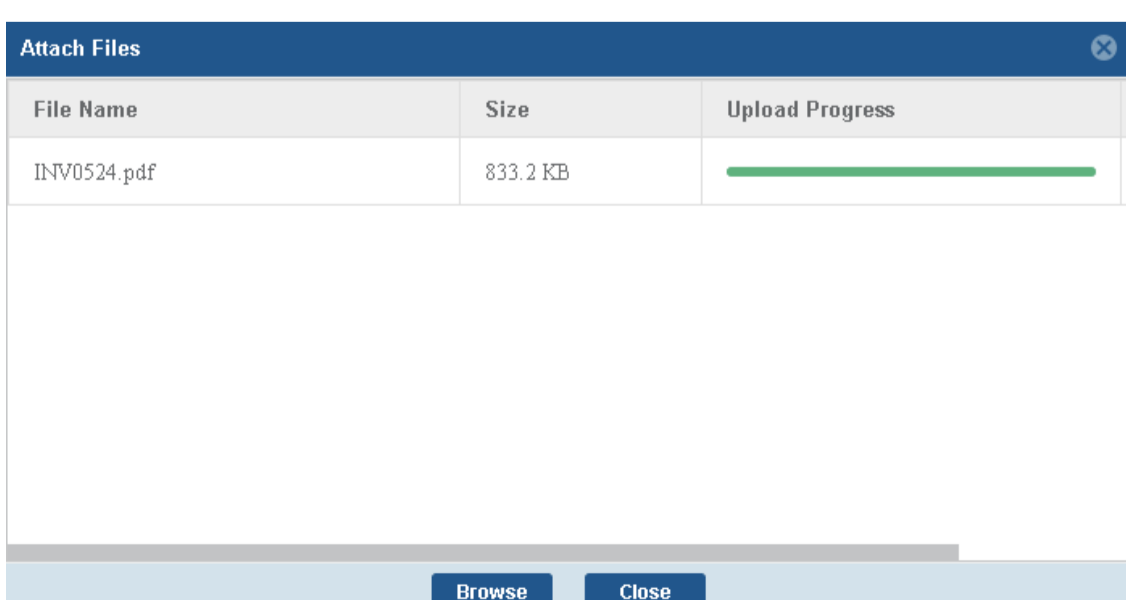 Attach Files
File Name Size Upload Progress
INV0524.pdf 833.2 KB
Browse Close